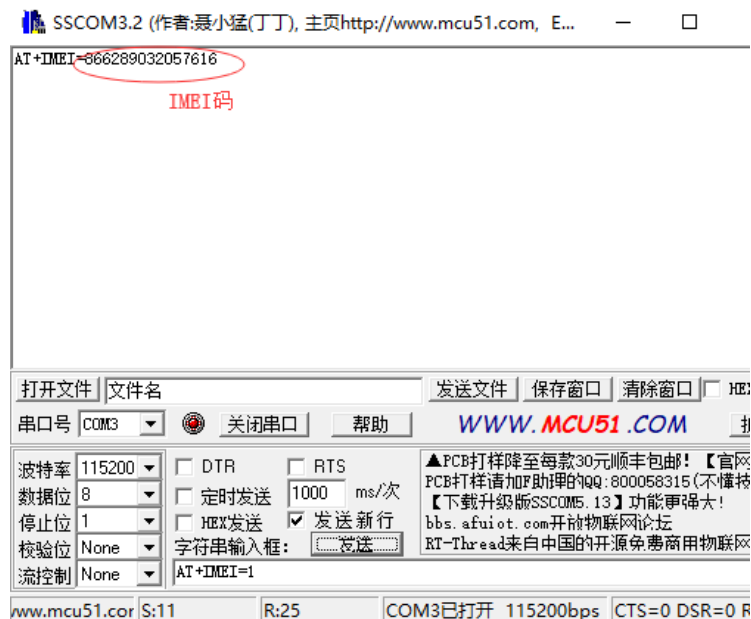 SSCOM3.2 (作者:聂小猛(丁丁), 主页http://www.mcu51.com, E...
AT+IMEI=866289032057616
IMEI码
打开文件 文件名 发送文件 保存窗口 清除窗口 HEX
串口号 COM3 关闭串口 帮助 WWW.MCU51.COM
波特率 115200 DTR RTS
数据位 8 定时发送 1000 ms/次
停止位 1 HEX发送 发送新行
校验位 None 字符串输入框: 发送
流控制 None AT+IMEI=1
▲PCB打样降至每款30元顺丰包邮!【官网
PCB打样请加QQ助理的QQ:800058315(不懂技
【下载升级版SSCOM5.13】功能更强大!
bbs.afuiot.com开放物联网论坛
RT-Thread来自中国的开源免费商用物联网
www.mcu51.cor S:11 R:25 COM3已打开 115200bps CTS=0 DSR=0 R